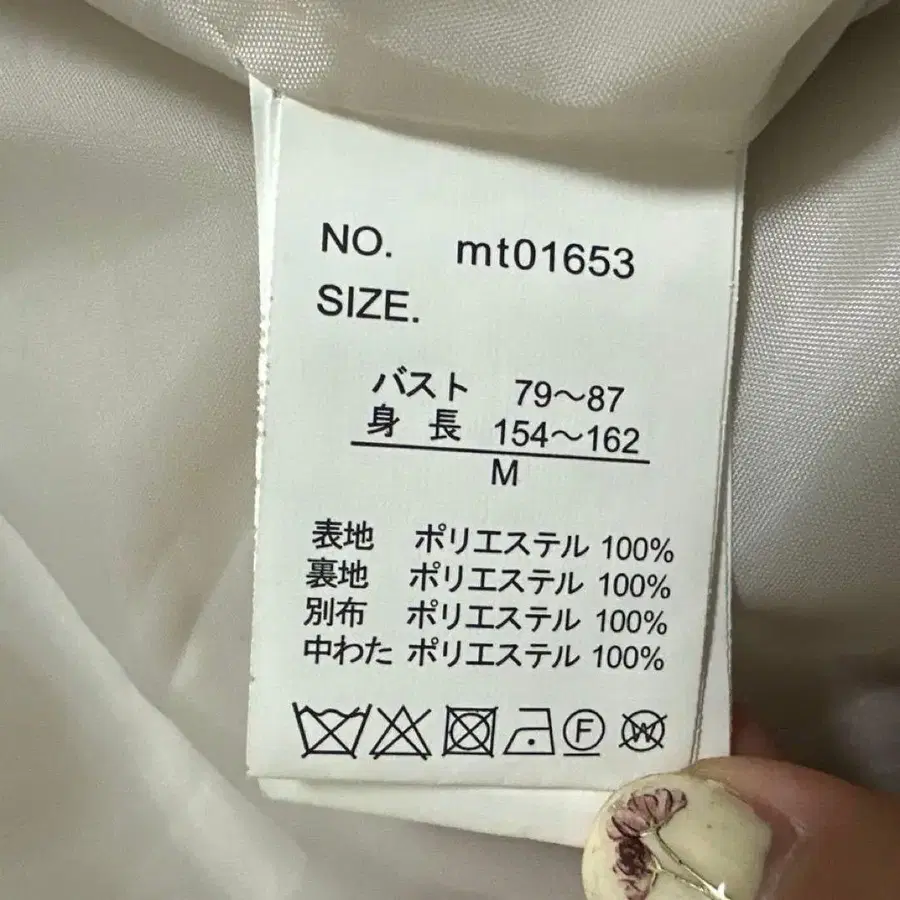 NO. mt01653
SIZE.
バスト 79～87
身長 154～162
M
表地 ポリエステル 100%
裏地 ポリエステル 100%
別布 ポリエステル 100%
中わた ポリエステル 100%
F W